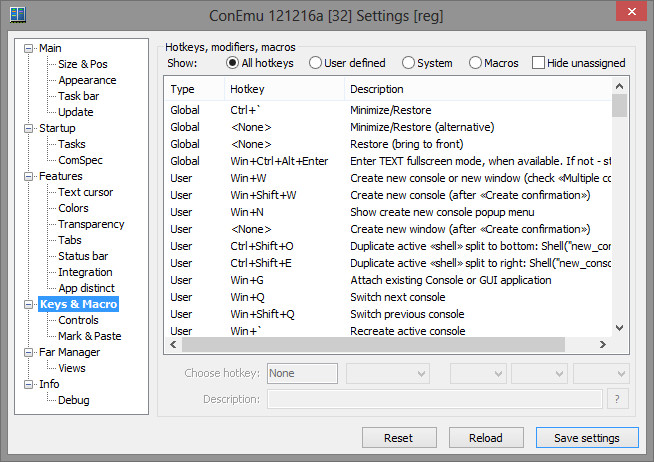 ConEmu 121216a [32] Settings [reg]
Main
Size & Pos
Appearance
Task bar
Update
Startup
Tasks
ComSpec
Features
Text cursor
Colors
Transparency
Tabs
Status bar
Integration
App distinct
Keys & Macro
Controls
Mark & Paste
Far Manager
Views
Info
Debug
Hotkeys, modifiers, macros
Show: All hotkeys User defined System Macros Hide unassigned
Type Hotkey Description
Global Ctrl+` Minimize/Restore
Global <None> Minimize/Restore (alternative)
Global <None> Restore (bring to front)
Global Win+Ctrl+Alt+Enter Enter TEXT fullscreen mode, when available. If not - st
User Win+W Create new console or new window (check «Multiple co
User Win+Shift+W Create new console (after «Create confirmation»)
User Win+N Show create new console popup menu
User <None> Create new window (after «Create confirmation»)
User Ctrl+Shift+O Duplicate active «shell» split to bottom: Shell("new_con
User Ctrl+Shift+E Duplicate active «shell» split to right: Shell("new_conso
User Win+G Attach existing Console or GUI application
User Win+Q Switch next console
User Win+Shift+Q Switch previous console
User Win+` Recreate active console
Choose hotkey: None
Description: ?
Reset Reload Save settings